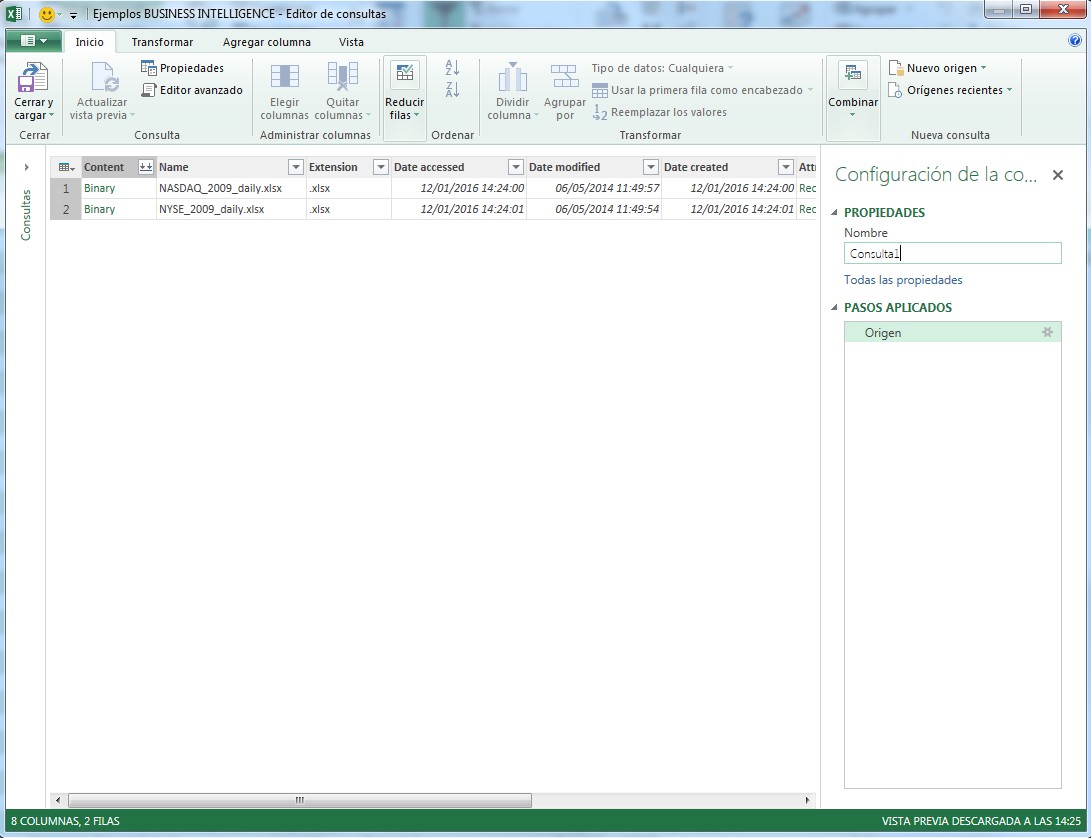 Ejemplos BUSINESS INTELLIGENCE - Editor de consultas
Inicio Transformar Agregar columna Vista
Cerrar y cargar
Cerrar
Actualizar vista previa
Propiedades
Editor avanzado
Consulta
Elegir columnas
Quitar columnas
Administrar columnas
Reducir filas
Ordenar
Dividir columna
Agrupar por
Tipo de datos: Cualquiera
Usar la primera fila como encabezado
Reemplazar los valores
Transformar
Combinar
Nuevo origen
Orígenes recientes
Nueva consulta
Consultas
Content Name Extension Date accessed Date modified Date created Att
1 Binary NASDAQ_2009_daily.xlsx .xlsx 12/01/2016 14:24:00 06/05/2014 11:49:57 12/01/2016 14:24:00 Rec
2 Binary NYSE_2009_daily.xlsx .xlsx 12/01/2016 14:24:01 06/05/2014 11:49:54 12/01/2016 14:24:01 Rec
Configuración de la co...
PROPIEDADES
Nombre
Consulta1
Todas las propiedades
PASOS APLICADOS
Origen
8 COLUMNAS, 2 FILAS
VISTA PREVIA DESCARGADA A LAS 14:25